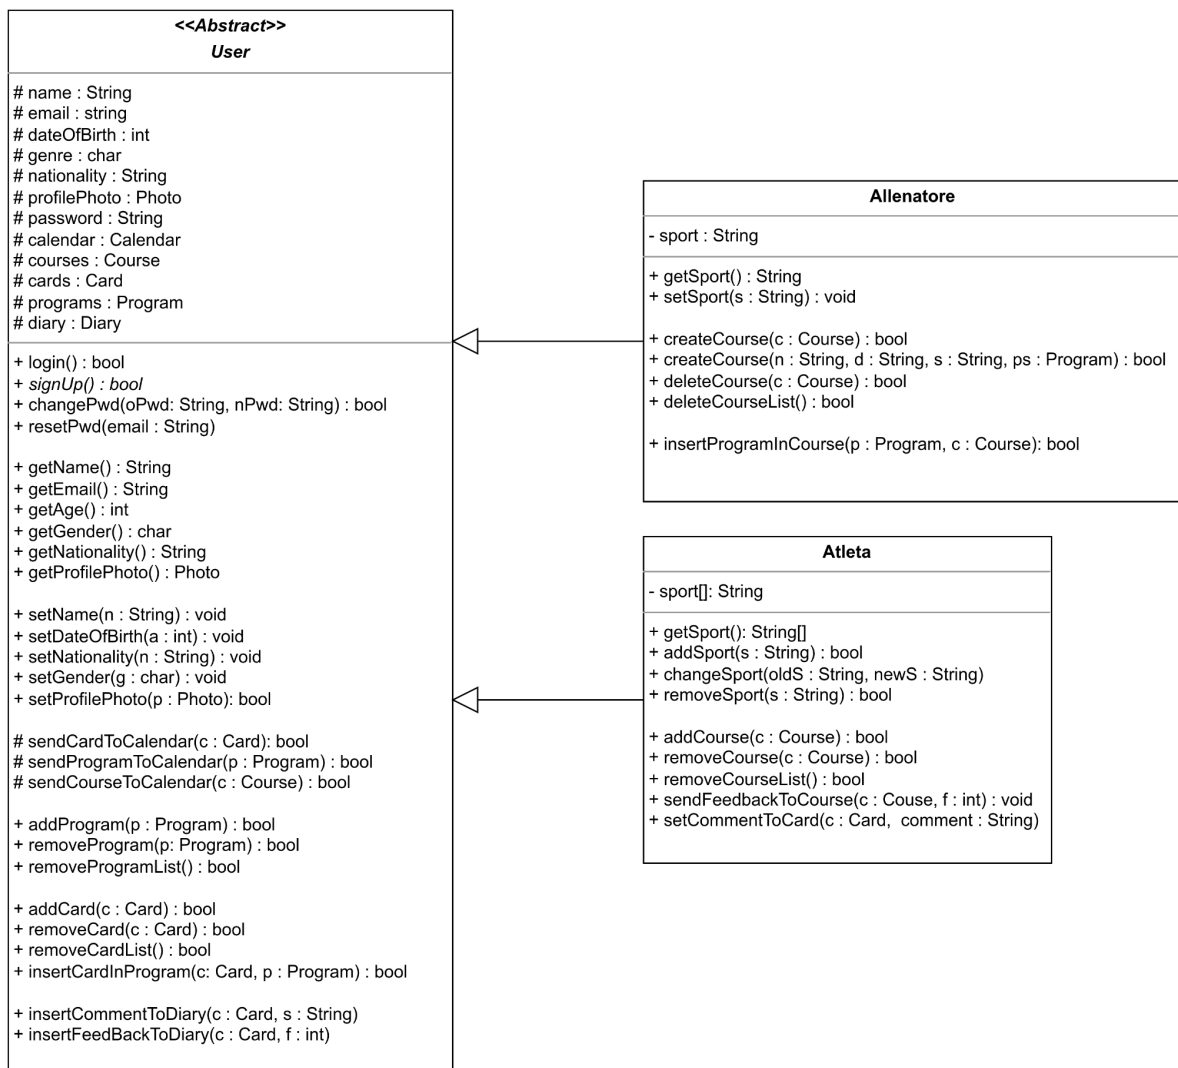 <<Abstract>>
User
# name : String
# email : string
# dateOfBirth : int
# genre : char
# nationality : String
# profilePhoto : Photo
# password : String
# calendar : Calendar
# courses : Course
# cards : Card
# programs : Program
# diary : Diary
+ login() : bool
+ signUp() : bool
+ changePwd(oPwd: String, nPwd: String) : bool
+ resetPwd(email : String)
+ getName() : String
+ getEmail() : String
+ getAge() : int
+ getGender() : char
+ getNationality() : String
+ getProfilePhoto() : Photo
+ setName(n : String) : void
+ setDateOfBirth(a : int) : void
+ setNationality(n : String) : void
+ setGender(g : char) : void
+ setProfilePhoto(p : Photo): bool
# sendCardToCalendar(c : Card): bool
# sendProgramToCalendar(p : Program) : bool
# sendCourseToCalendar(c : Course) : bool
+ addProgram(p : Program) : bool
+ removeProgram(p: Program) : bool
+ removeProgramList() : bool
+ addCard(c : Card) : bool
+ removeCard(c : Card) : bool
+ removeCardList() : bool
+ insertCardInProgram(c: Card, p : Program) : bool
+ insertCommentToDiary(c : Card, s : String)
+ insertFeedBackToDiary(c : Card, f : int)
Allenatore
- sport : String
+ getSport() : String
+ setSport(s : String) : void
+ createCourse(c : Course) : bool
+ createCourse(n : String, d : String, s : String, ps : Program) : bool
+ deleteCourse(c : Course) : bool
+ deleteCourseList() : bool
+ insertProgramInCourse(p : Program, c : Course): bool
Atleta
- sport[]: String
+ getSport(): String[]
+ addSport(s : String) : bool
+ changeSport(oldS : String, newS : String)
+ removeSport(s : String) : bool
+ addCourse(c : Course) : bool
+ removeCourse(c : Course) : bool
+ removeCourseList() : bool
+ sendFeedbackToCourse(c : Couse, f : int) : void
+ setCommentToCard(c : Card, comment : String)